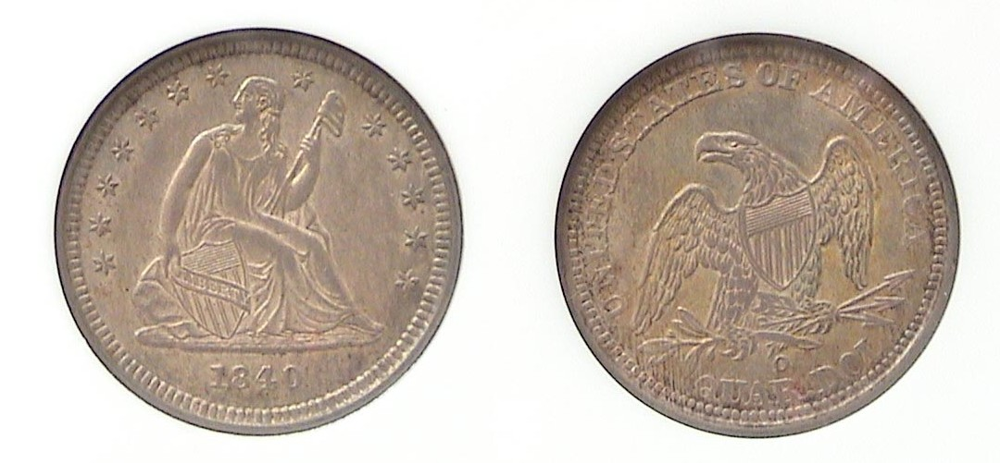 1840
UNITED STATES OF AMERICA
O
QUAR. DOL.